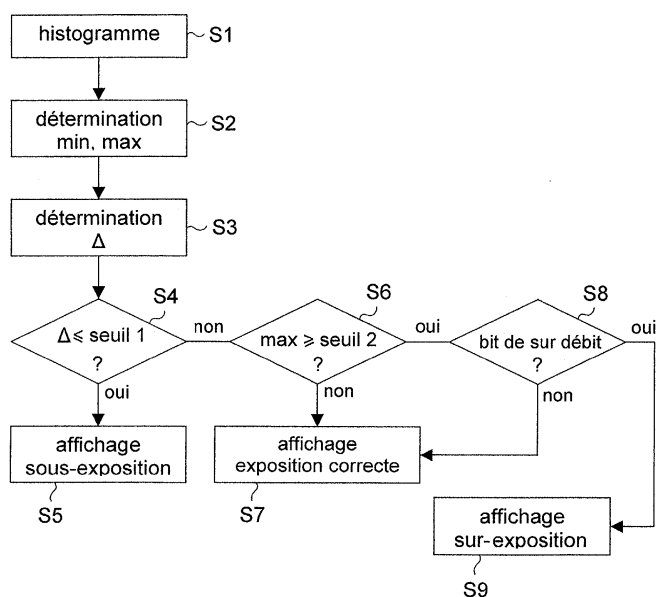 histogramme
S1
détermination
min, max
S2
détermination
Δ
S3
S4
Δ ⩽ seuil 1
?
non
oui
S6
max ⩾ seuil 2
?
oui
non
S8
bit de sur débit
?
oui
non
affichage
sous-exposition
S5
affichage
exposition correcte
S7
affichage
sur-exposition
S9